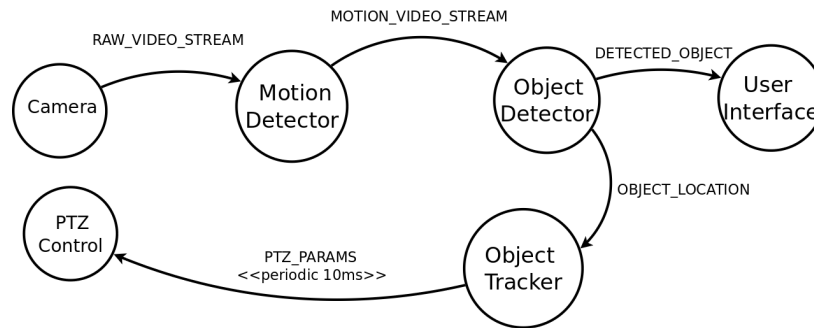 MOTION_VIDEO_STREAM
RAW_VIDEO_STREAM
DETECTED_OBJECT
Camera
Motion
Detector
Object
Detector
User
Interface
OBJECT_LOCATION
PTZ
Control
PTZ_PARAMS
<<periodic 10ms>>
Object
Tracker